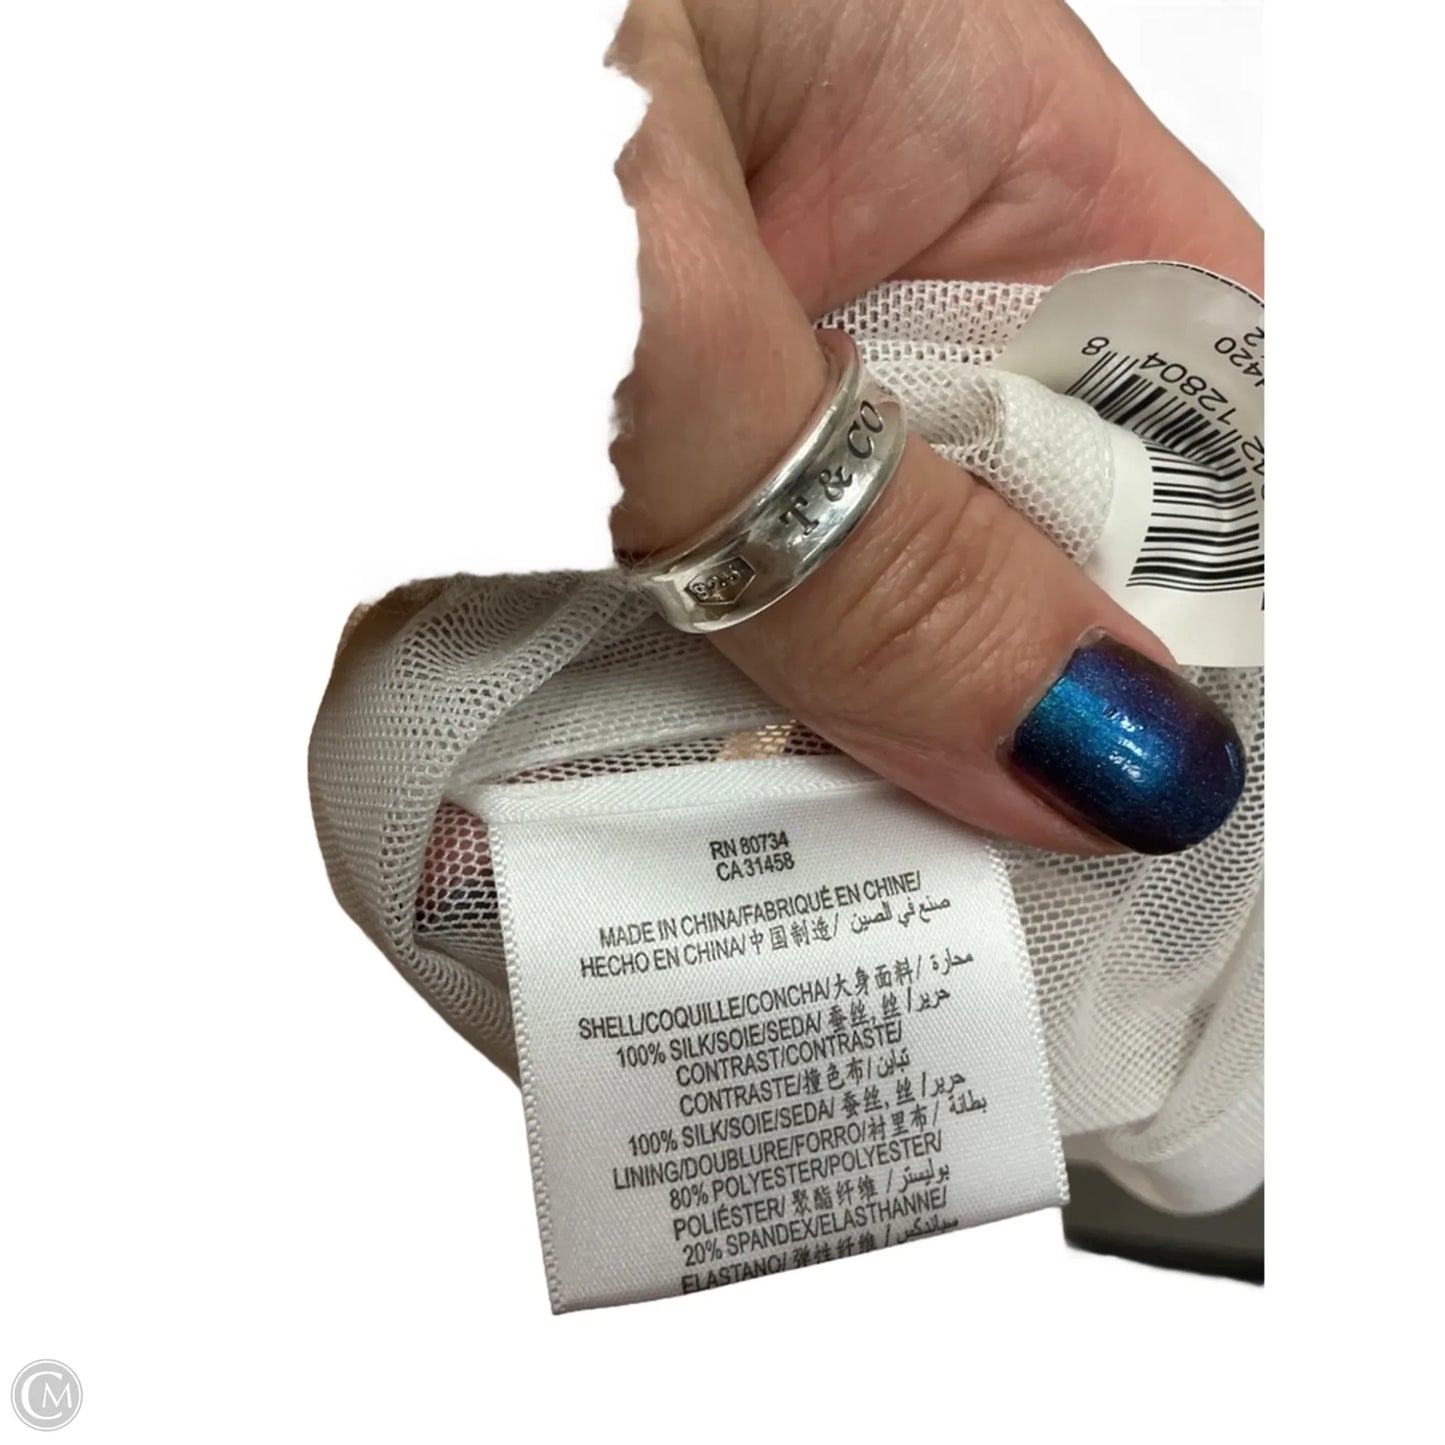 T & CO
925
12804 8
RN 80734
CA 31458
MADE IN CHINA/FABRIQUÉ EN CHINE/
HECHO EN CHINA/中国制造/ صنع في الصين
SHELL/COQUILLE/CONCHA/大身面料/ محارة
100% SILK/SOIE/SEDA/ 蚕丝, 丝 / حرير
CONTRAST/CONTRASTE/
CONTRASTE/撞色布/ تباين
100% SILK/SOIE/SEDA/ 蚕丝, 丝 / حرير
LINING/DOUBLURE/FORRO/衬里布/ بطانة
80% POLYESTER/POLYESTER/
POLIÉSTER/ 聚酯纤维 / بوليستر
20% SPANDEX/ELASTHANNE/
ELASTANO/ 弹性纤维 / سباندكس
CM